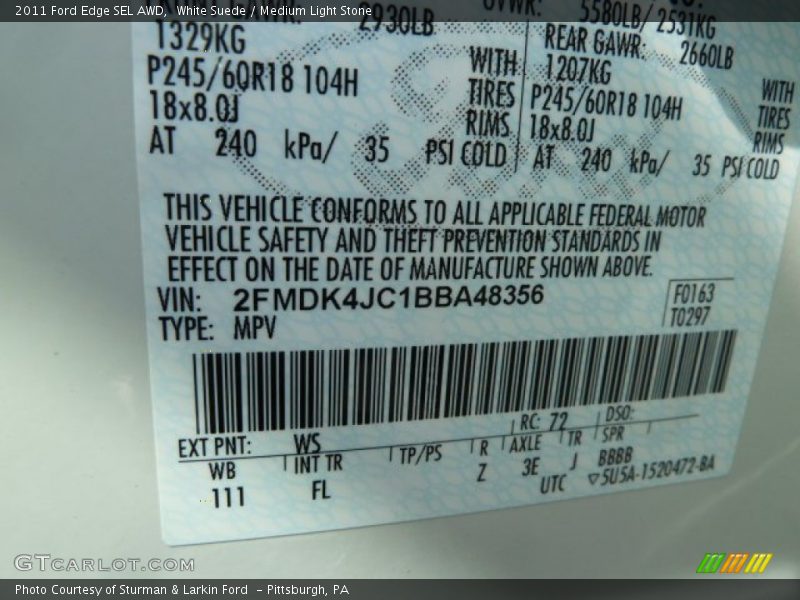 2011 Ford Edge SEL AWD, White Suede / Medium Light Stone
2930LB
5580LB/ 2531KG
1329KG
REAR GAWR: 2660LB
P245/60R18 104H WITH
1207KG
18x8.0J TIRES
P245/60R18 104H WITH
RIMS
18x8.0J TIRES
AT 240 kPa/ 35 PSI COLD
RIMS
AT 240 kPa/ 35 PSI COLD
THIS VEHICLE CONFORMS TO ALL APPLICABLE FEDERAL MOTOR
VEHICLE SAFETY AND THEFT PREVENTION STANDARDS IN
EFFECT ON THE DATE OF MANUFACTURE SHOWN ABOVE.
VIN: 2FMDK4JC1BBA48356
F0163
TYPE: MPV
T0297
EXT PNT: WS RC: 72 DSO:
WB INT TR TP/PS R AXLE TR SPR
111 FL Z 3E J BBBB
UTC ▽5U5A-1520472-BA
GTCARLOT.COM
Photo Courtesy of Sturman & Larkin Ford - Pittsburgh, PA